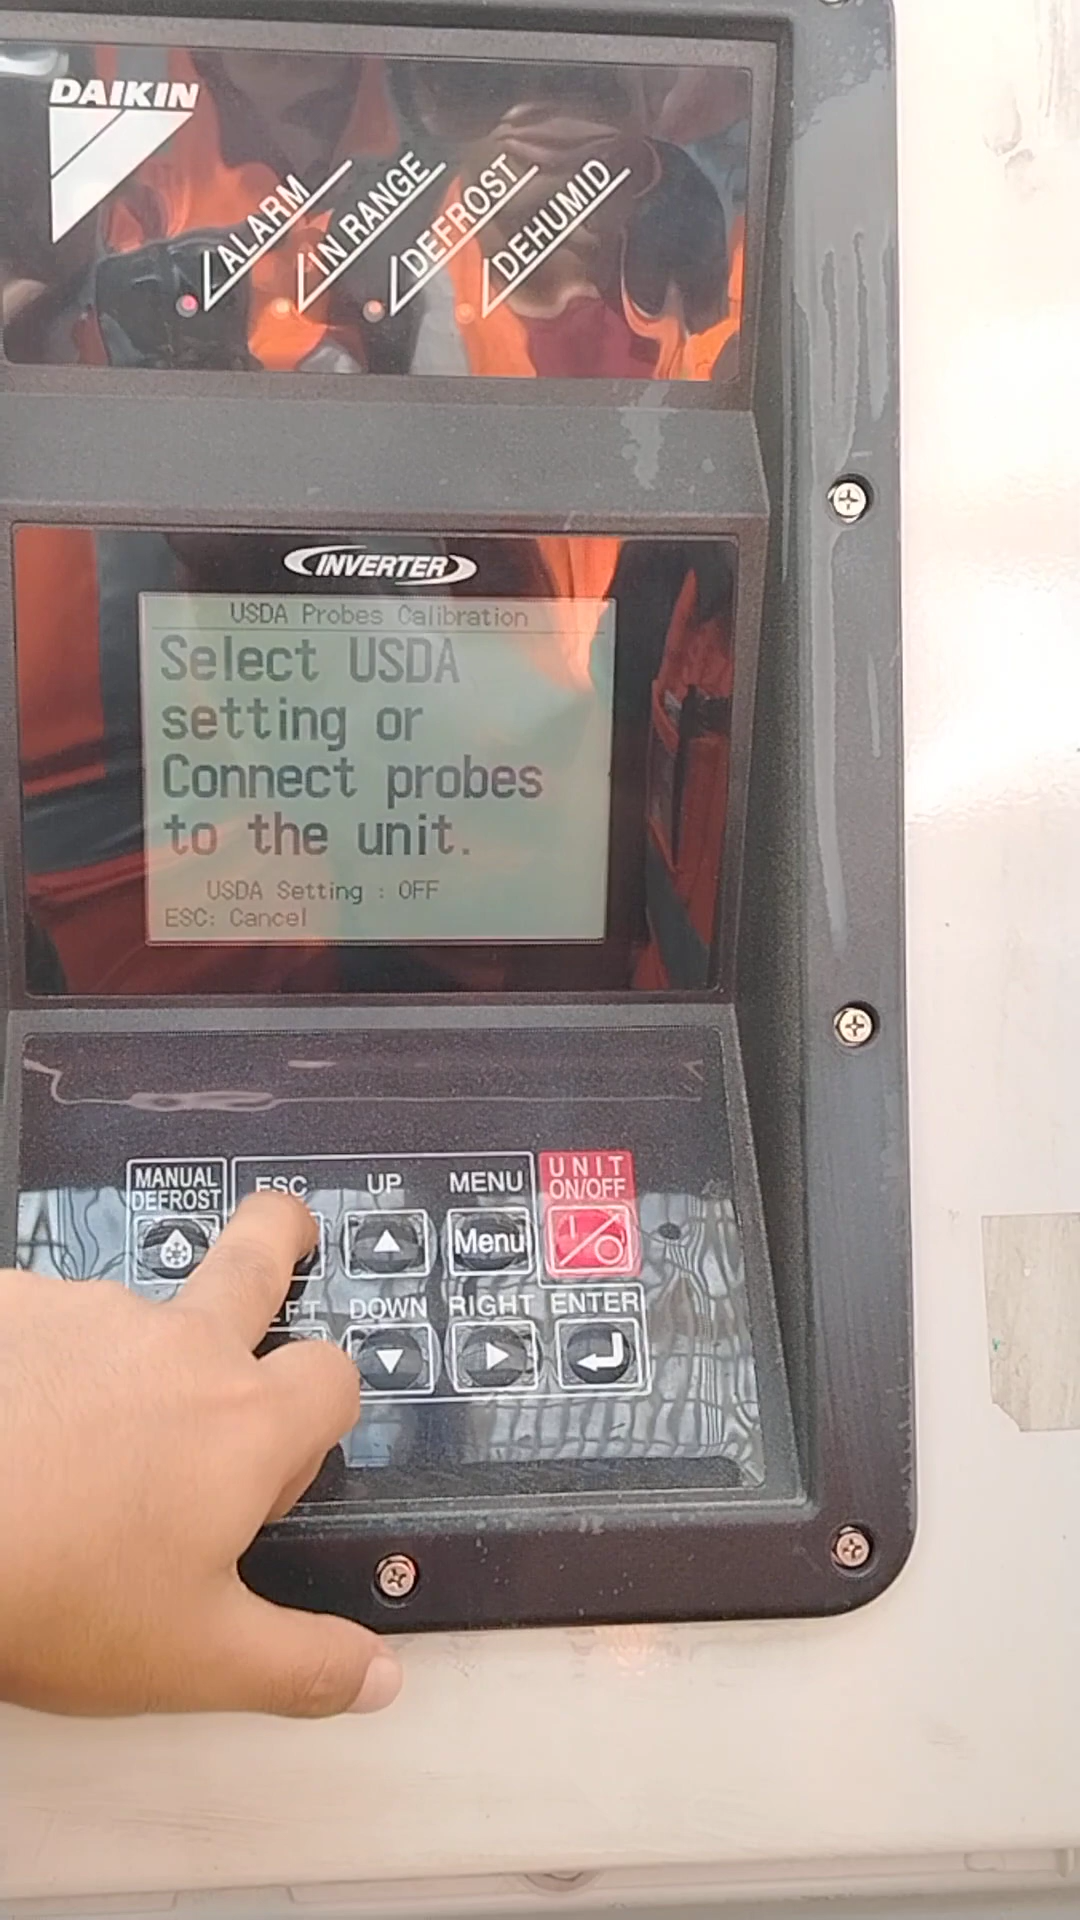 DAIKIN
ALARM
IN RANGE
DEFROST
DEHUMID
INVERTER
USDA Probes Calibration
Select USDA
setting or
Connect probes
to the unit.
USDA Setting : OFF
ESC: Cancel
MANUAL
DEFROST
ESC
UP
MENU
UNIT
ON/OFF
Menu
DOWN
RIGHT
ENTER